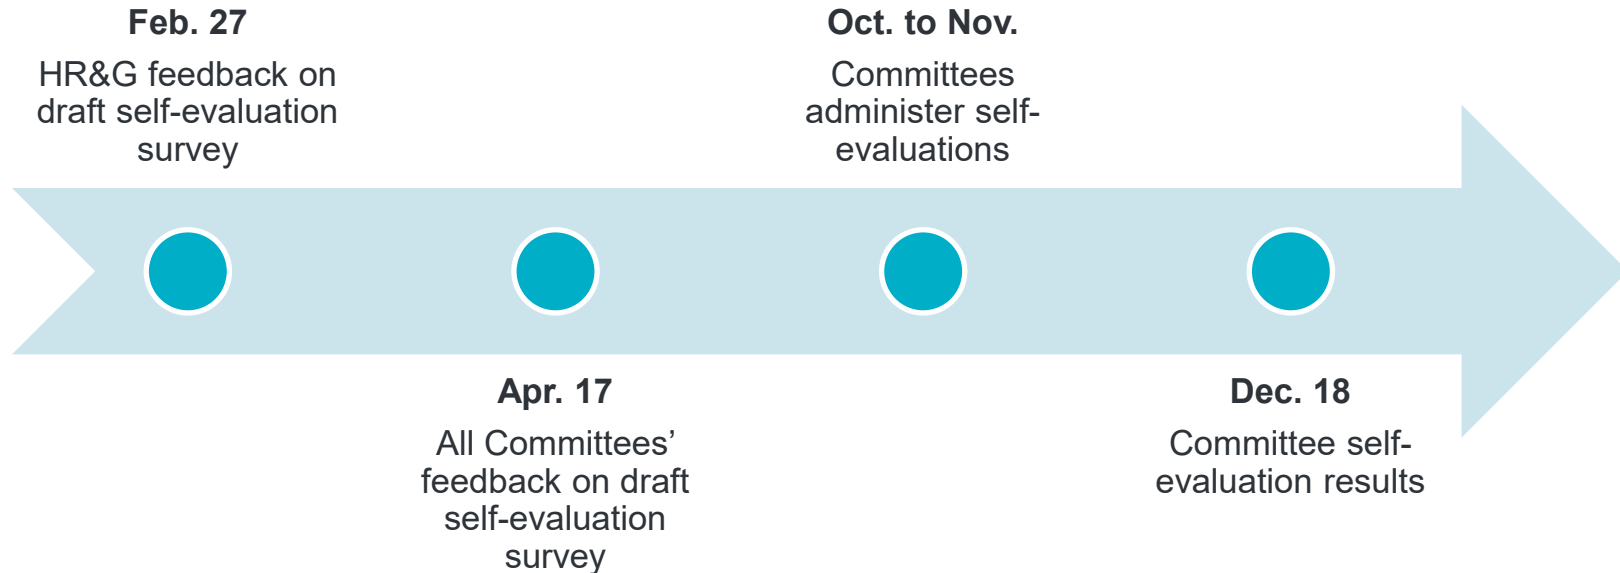 Feb. 27
HR&G feedback on
draft self-evaluation
survey
Apr. 17
All Committees’
feedback on draft
self-evaluation
survey
Oct. to Nov.
Committees
administer self-
evaluations
Dec. 18
Committee self-
evaluation results